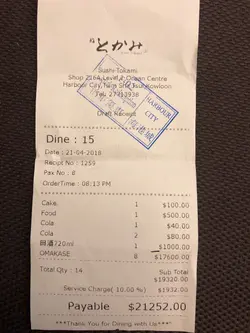 とかみ
Sushi Tokami
Shop 216A, Level 2, Ocean Centre
Harbour City, Tsim Sha Tsui, Kowloon
Tel: 27713938
HARBOUR CITY
Draft Receipt
Dine : 15
Date : 21-04-2018
Recipt No : 1259
Pax No : 8
OrderTime : 08:13 PM
Cake. 1 $100.00
Food 1 $500.00
Cola 1 $40.00
Cola 2 $80.00
720ml 1 $1000.00
OMAKASE 8 $17600.00
Total Qty : 14 Sub Total
$19320.00
Service Charge( 10.00 %) $1932.00
Payable $21252.00
***Thank You for Dining with Us***